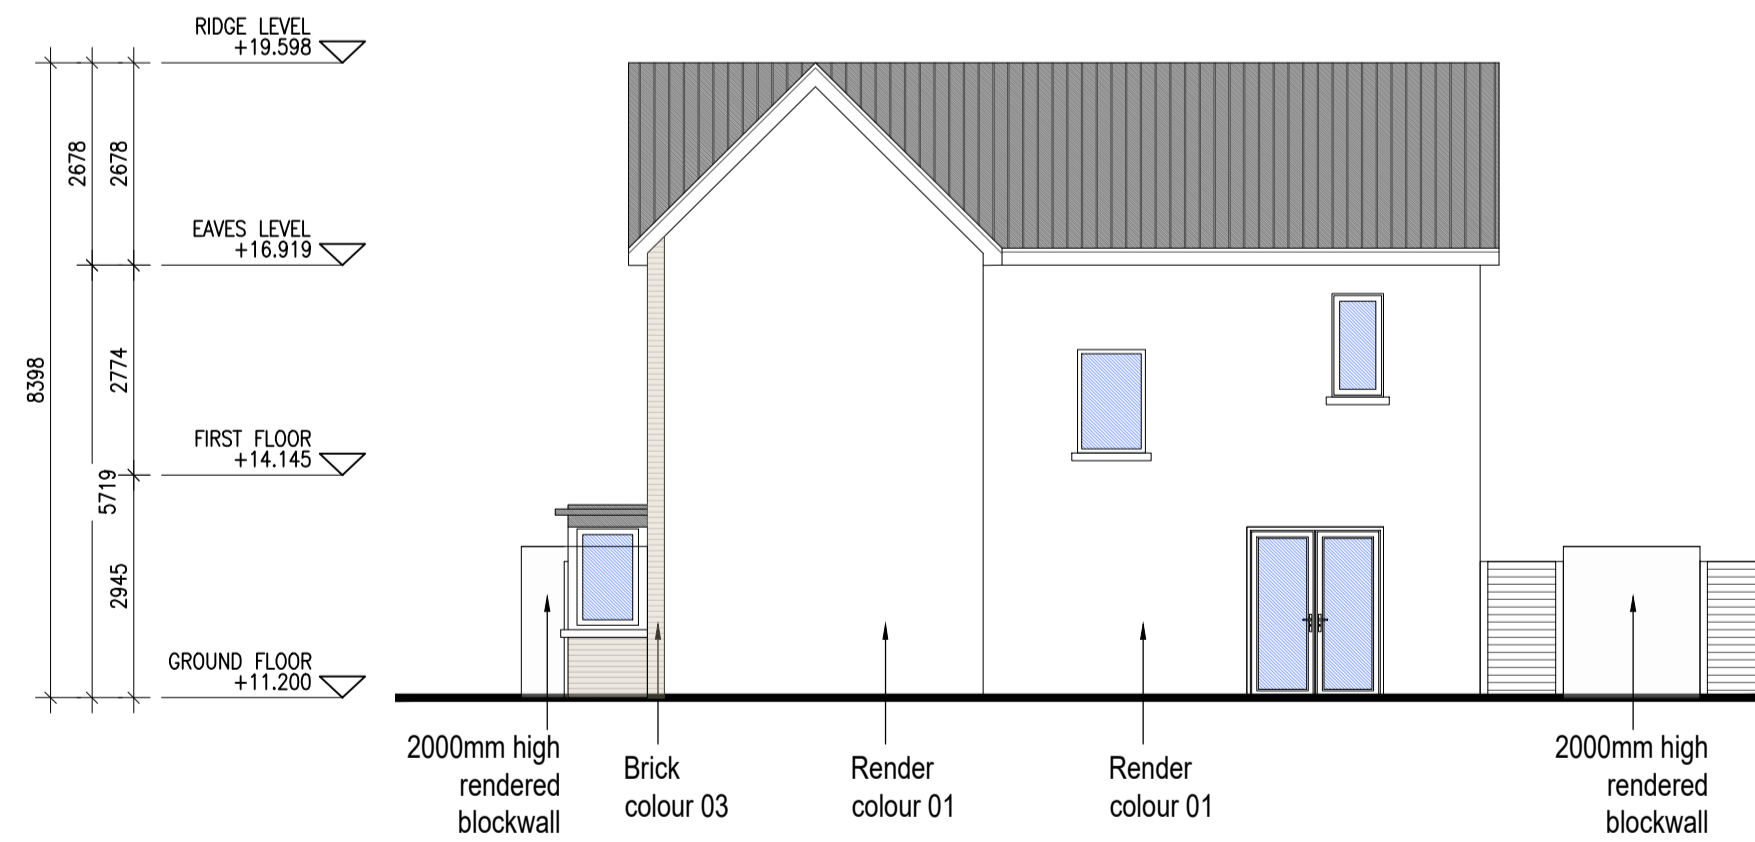 RIDGE LEVEL
+19.598
2678
2678
EAVES LEVEL
+16.919
8398
2774
FIRST FLOOR
+14.145
5719
2945
GROUND FLOOR
+11.200
2000mm high
rendered
blockwall
Brick
colour 03
Render
colour 01
Render
colour 01
2000mm high
rendered
blockwall